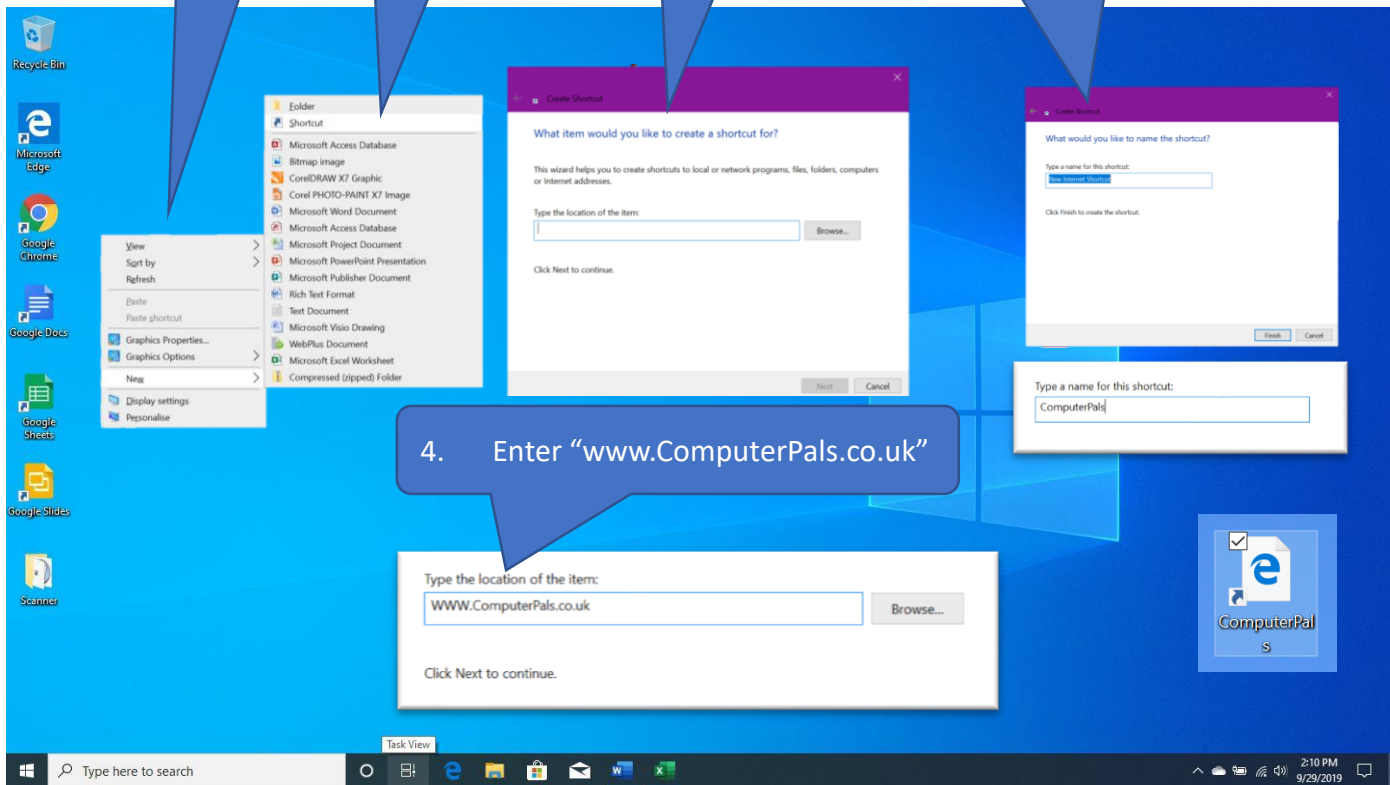 Recycle Bin
Microsoft
Edge
Google
Chrome
Google Docs
Google
Sheets
Google Slides
Scanner
View
Sort by
Refresh
Paste
Paste shortcut
Graphics Properties...
Graphics Options
New
Display settings
Personalise
Folder
Shortcut
Microsoft Access Database
Bitmap image
CorelDRAW X7 Graphic
Corel PHOTO-PAINT X7 Image
Microsoft Word Document
Microsoft Access Database
Microsoft Project Document
Microsoft PowerPoint Presentation
Microsoft Publisher Document
Rich Text Format
Text Document
Microsoft Visio Drawing
WebPlus Document
Microsoft Excel Worksheet
Compressed (zipped) Folder
Create Shortcut
What item would you like to create a shortcut for?
This wizard helps you to create shortcuts to local or network programs, files, folders, computers
or Internet addresses.
Type the location of the item:
Browse...
Click Next to continue.
Next Cancel
Create Shortcut
What would you like to name the shortcut?
Type a name for this shortcut:
New Internet Shortcut
Click Finish to create the shortcut.
Finish Cancel
Type a name for this shortcut:
ComputerPals
4. Enter “www.ComputerPals.co.uk”
Type the location of the item:
WWW.ComputerPals.co.uk
Browse...
Click Next to continue.
ComputerPal
s
Task View
Type here to search
2:10 PM
9/29/2019